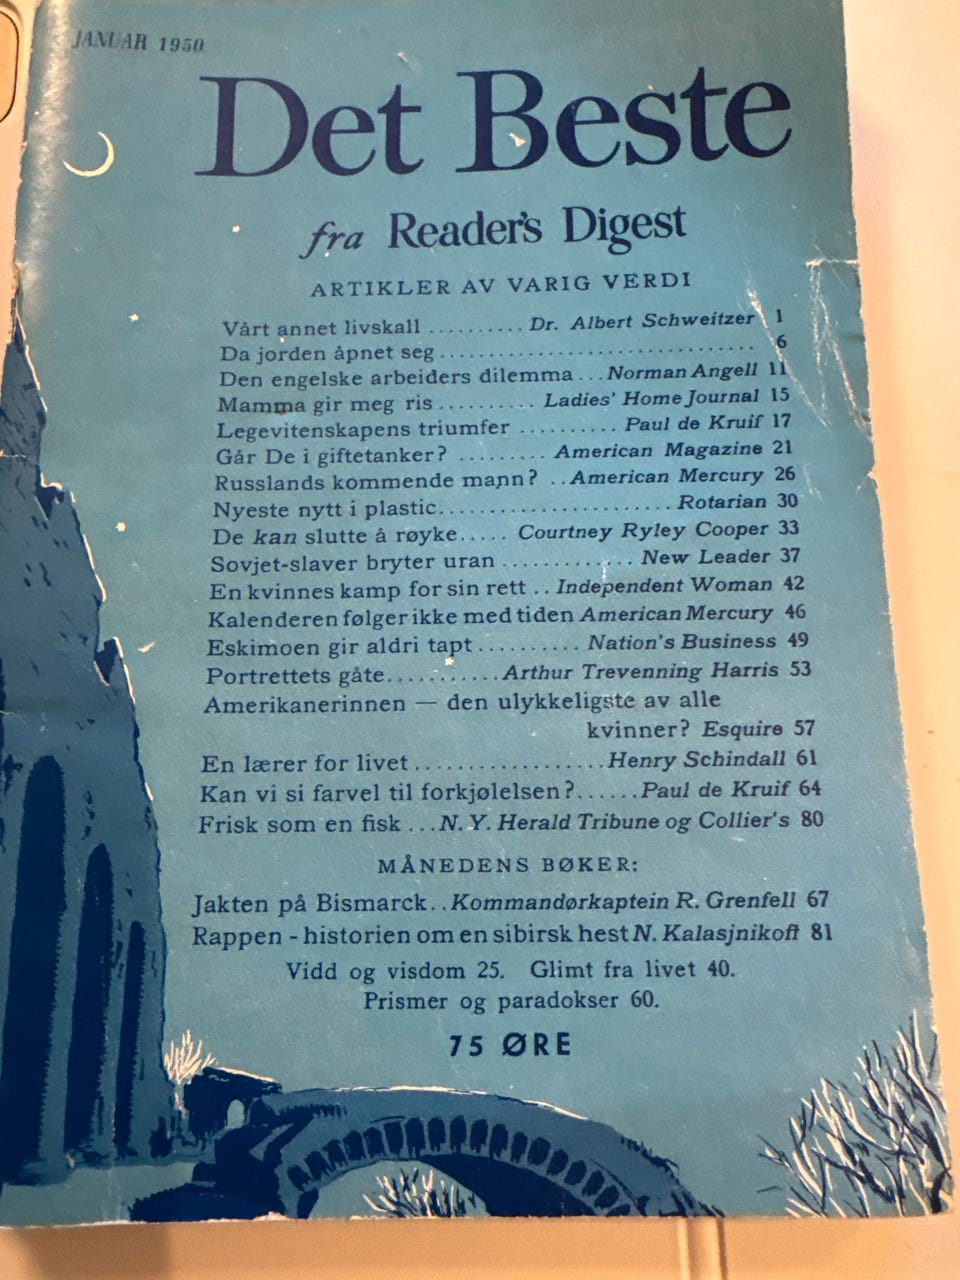 JANUAR 1950
Det Beste
fra Reader's Digest
ARTIKLER AV VARIG VERDI
Vårt annet livskall .......... Dr. Albert Schweitzer 1
Da jorden åpnet seg .............................. 6
Den engelske arbeiders dilemma ... Norman Angell 11
Mamma gir meg ris .......... Ladies' Home Journal 15
Legevitenskapens triumfer .......... Paul de Kruif 17
Går De i giftetanker? ......... American Magazine 21
Russlands kommende mann? .. American Mercury 26
Nyeste nytt i plastic ....................... Rotarian 30
De kan slutte å røyke ..... Courtney Ryley Cooper 33
Sovjet-slaver bryter uran ............ New Leader 37
En kvinnes kamp for sin rett .. Independent Woman 42
Kalenderen følger ikke med tiden American Mercury 46
Eskimoen gir aldri tapt .......... Nation's Business 49
Portrettets gåte ........... Arthur Trevenning Harris 53
Amerikanerinnen — den ulykkeligste av alle
kvinner? Esquire 57
En lærer for livet ................. Henry Schindall 61
Kan vi si farvel til forkjølelsen? ...... Paul de Kruif 64
Frisk som en fisk ... N. Y. Herald Tribune og Collier's 80
MÅNEDENS BØKER:
Jakten på Bismarck .. Kommandørkaptein R. Grenfell 67
Rappen - historien om en sibirsk hest N. Kalasjnikoff 81
Vidd og visdom 25. Glimt fra livet 40.
Prismer og paradokser 60.
75 ØRE